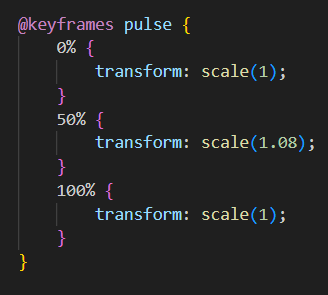 @keyframes pulse {
    0% {
        transform: scale(1);
    }
    50% {
        transform: scale(1.08);
    }
    100% {
        transform: scale(1);
    }
}